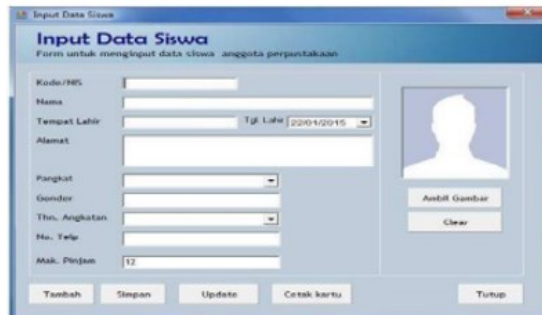 Input Data Siswa
Input Data Siswa
Form untuk menginput data siswa anggota perpustakaan
Kode/NIS
Nama
Tempat Lahir Tgl Lahir 22/01/2015
Alamat
Pangkat
Gender
Thn. Angkatan
No. Telp
Mak. Pinjam 12
Ambil Gambar
Clear
Tambah Simpan Update Cetak kartu Tutup